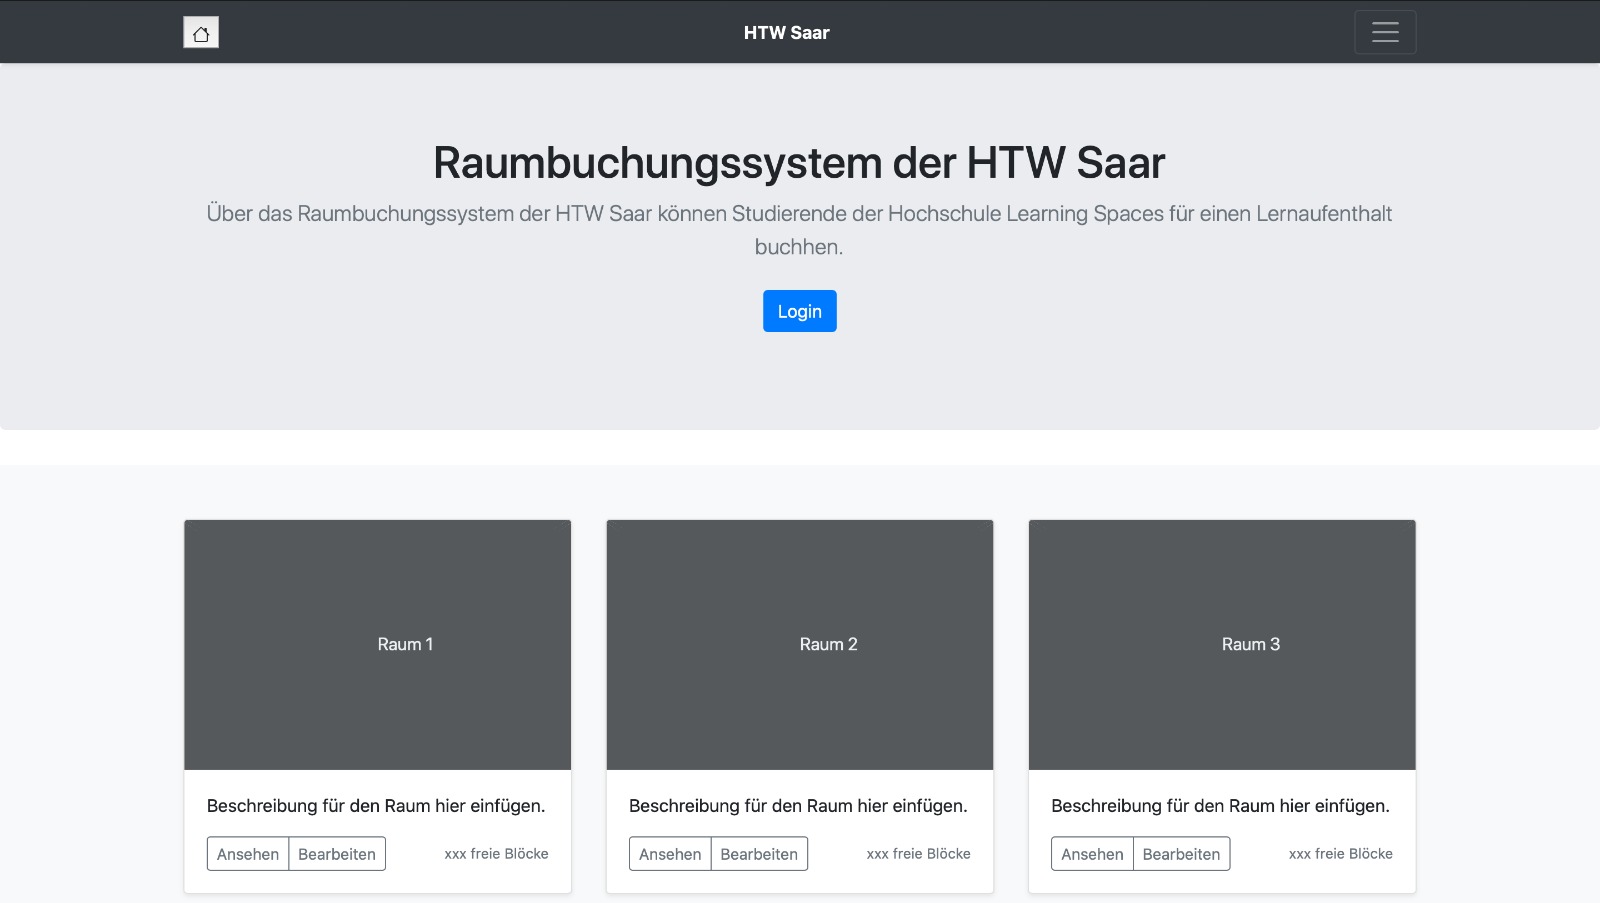 HTW Saar
Raumbuchungssystem der HTW Saar
Über das Raumbuchungssystem der HTW Saar können Studierende der Hochschule Learning Spaces für einen Lernaufenthalt
buchhen.
Login
Raum 1
Raum 2
Raum 3
Beschreibung für den Raum hier einfügen.
Ansehen Bearbeiten xxx freie Blöcke
Beschreibung für den Raum hier einfügen.
Ansehen Bearbeiten xxx freie Blöcke
Beschreibung für den Raum hier einfügen.
Ansehen Bearbeiten xxx freie Blöcke